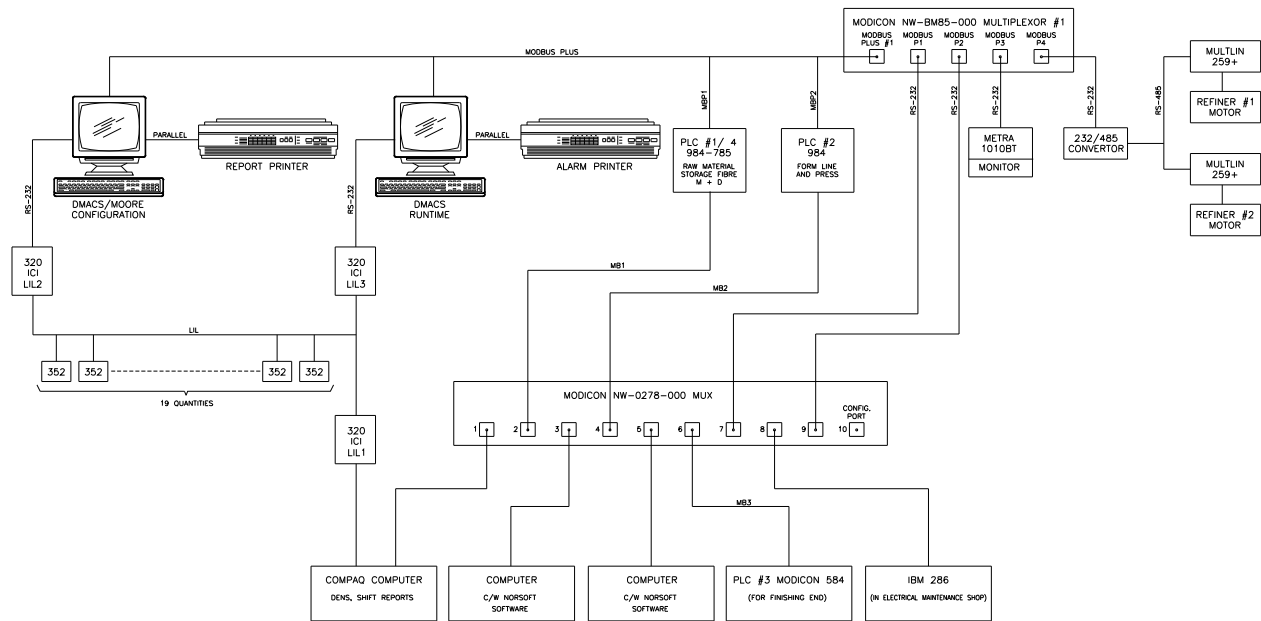 MODICON NW-BM85-000 MULTIPLEXOR #1
MODBUS PLUS #1
MODBUS P1
MODBUS P2
MODBUS P3
MODBUS P4
MODBUS PLUS
MBP1
MBP2
RS-232
RS-232
RS-232
RS-232
RS-485
MULTLIN
259+
REFINER #1
MOTOR
MULTLIN
259+
REFINER #2
MOTOR
232/485
CONVERTOR
METRA
1010BT
MONITOR
PLC #1/ 4
984-785
RAW MATERIAL
STORAGE FIBRE
M + D
PLC #2
984
FORM LINE
AND PRESS
PARALLEL
REPORT PRINTER
PARALLEL
ALARM PRINTER
RS-232
DMACS/MOORE
CONFIGURATION
RS-232
DMACS
RUNTIME
320
ICI
LIL2
320
ICI
LIL3
MB1
MB2
LIL
352
352
352
352
19 QUANTITIES
320
ICI
LIL1
MODICON NW-0278-000 MUX
CONFIG.
PORT
1
2
3
4
5
6
7
8
9
10
MB3
COMPAQ COMPUTER
DENS, SHIFT REPORTS
COMPUTER
C/W NORSOFT
SOFTWARE
COMPUTER
C/W NORSOFT
SOFTWARE
PLC #3 MODICON 584
(FOR FINISHING END)
IBM 286
(IN ELECTRICAL MAINTENANCE SHOP)